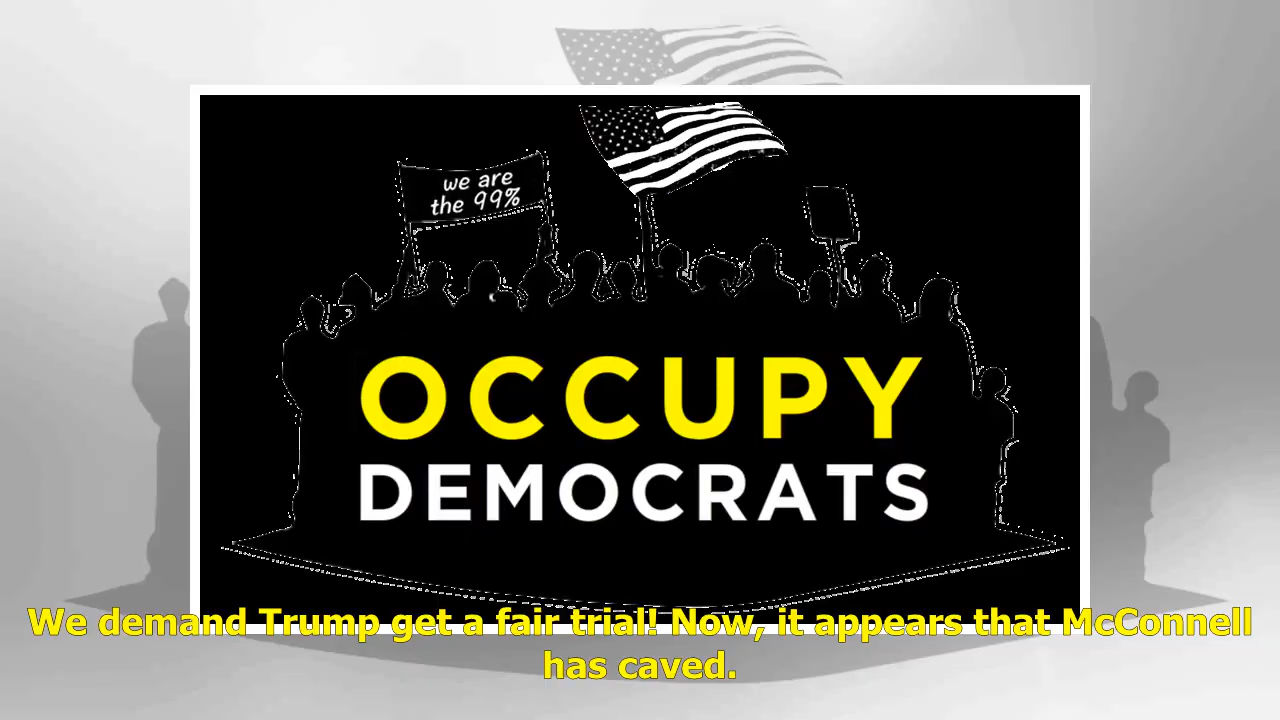 we are
the 99%
OCCUPY
DEMOCRATS
We demand Trump get a fair trial! Now, it appears that McConnell
has caved.